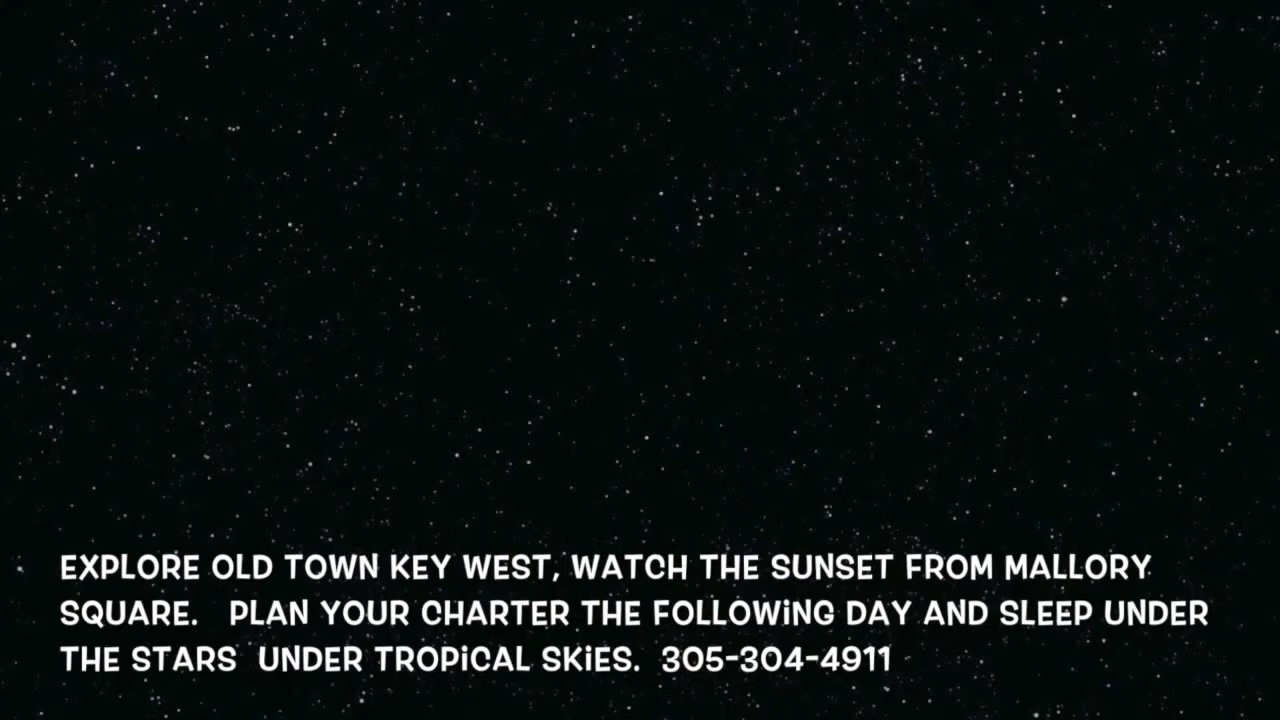 EXPLORE OLD TOWN KEY WEST, WATCH THE SUNSET FROM MALLORY
SQUARE. PLAN YOUR CHARTER THE FOLLOWING DAY AND SLEEP UNDER
THE STARS UNDER TROPICAL SKIES. 305-304-4911